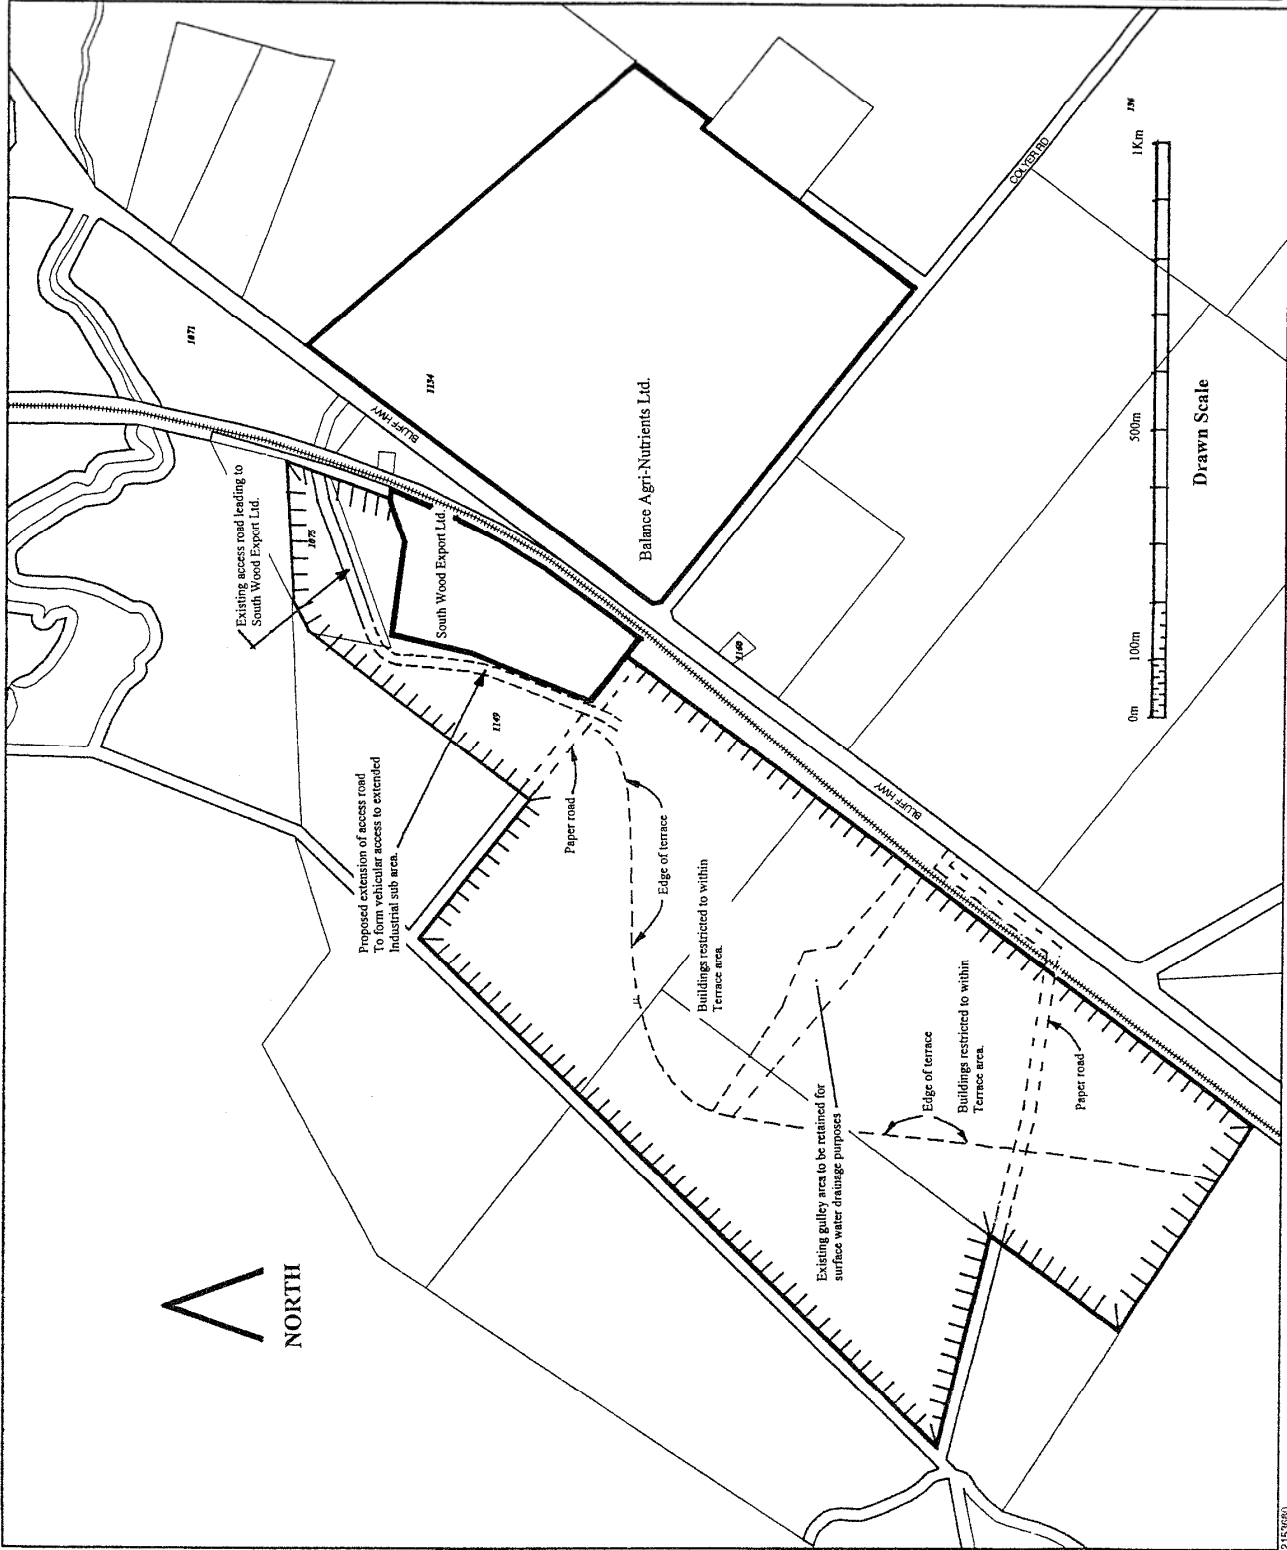 NORTH
Existing access road leading to
South Wood Export Ltd.
1071
1075
BLUFF HWY
1134
South Wood Export Ltd.
Balance Agri-Nutrients Ltd.
COLYER RD
Proposed extension of access road
To form vehicular access to extended
Industrial sub area.
1149
Paper road
Edge of terrace
Buildings restricted to within
Terrace area.
1160
BLUFF HWY
Existing gulley area to be retained for
surface water drainage purposes
Edge of terrace
Buildings restricted to within
Terrace area.
Paper road
0m
100m
500m
1Km
Drawn Scale